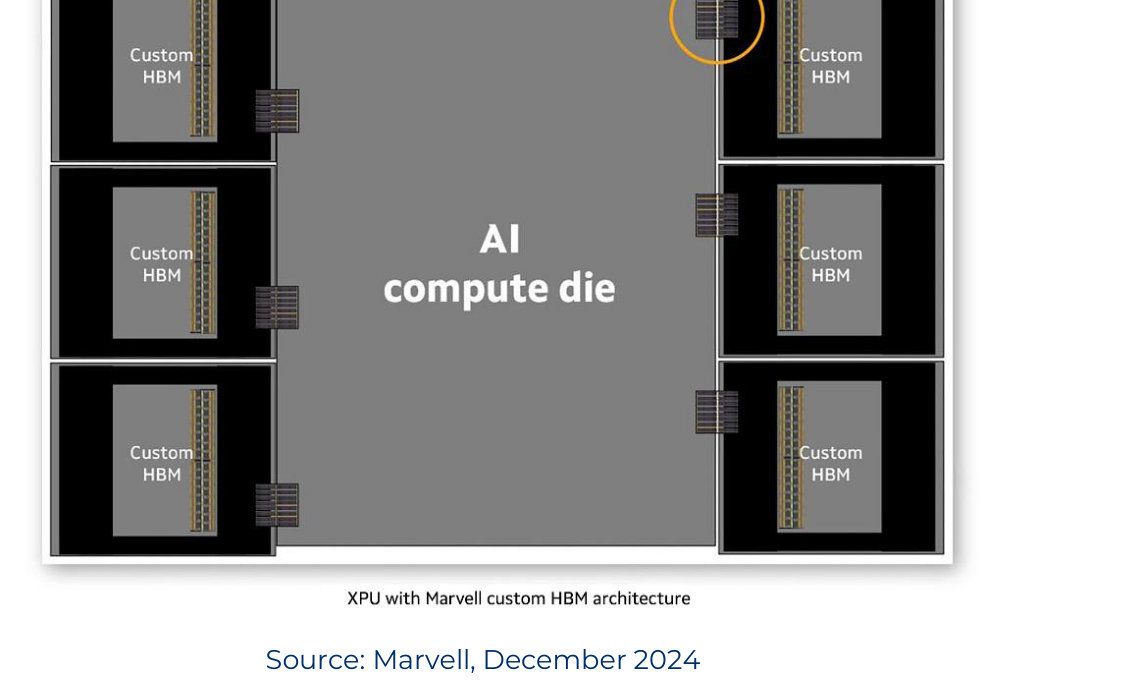 Custom
HBM
Custom
HBM
Custom
HBM
AI
compute die
Custom
HBM
Custom
HBM
Custom
HBM
XPU with Marvell custom HBM architecture
Source: Marvell, December 2024